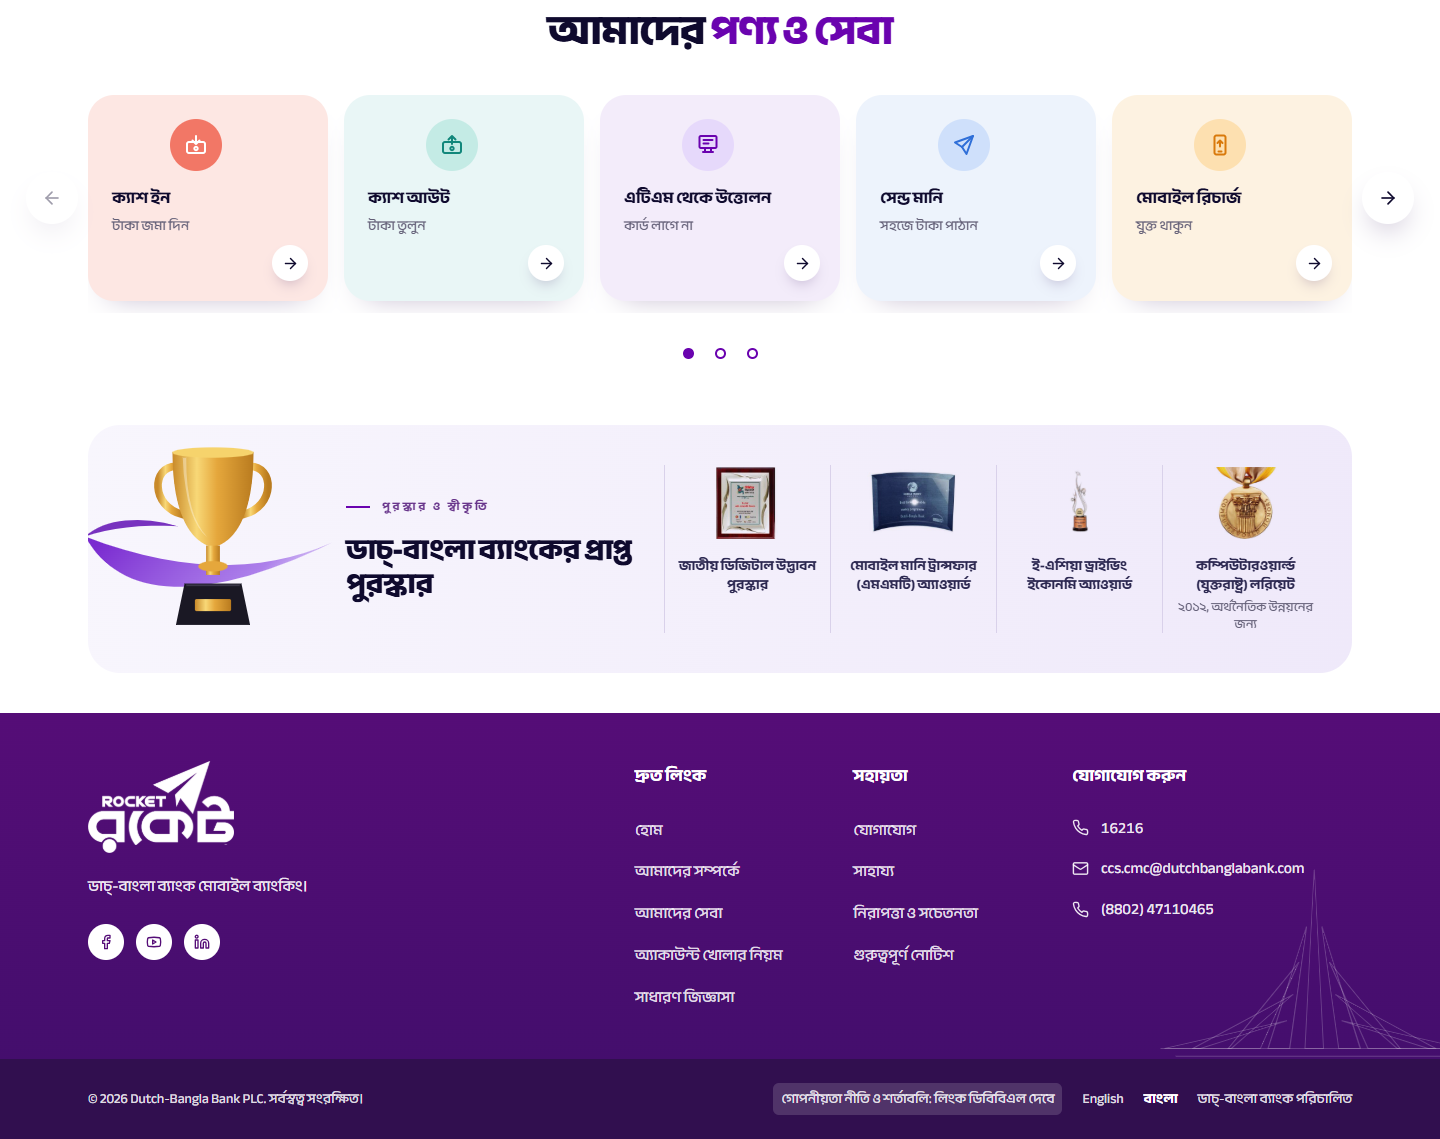 আমাদের পণ্য ও সেবা
ক্যাশ ইন
টাকা জমা দিন
ক্যাশ আউট
টাকা তুলুন
এটিএম থেকে উত্তোলন
কার্ড লাগে না
সেন্ড মানি
সহজে টাকা পাঠান
মোবাইল রিচার্জ
যুক্ত থাকুন
পুরস্কার ও স্বীকৃতি
ডাচ্-বাংলা ব্যাংকের প্রাপ্ত
পুরস্কার
জাতীয় ডিজিটাল উদ্ভাবন
পুরস্কার
মোবাইল মানি ট্রান্সফার
(এমএমটি) অ্যাওয়ার্ড
ই-এশিয়া ড্রাইভিং
ইকোনমি অ্যাওয়ার্ড
কম্পিউটারওয়ার্ল্ড
(যুক্তরাষ্ট্র) লরিয়েট
২০১২, অর্থনৈতিক উন্নয়নের
জন্য
ROCKET
রকেট
ডাচ্-বাংলা ব্যাংক মোবাইল ব্যাংকিং।
দ্রুত লিংক
হোম
আমাদের সম্পর্কে
আমাদের সেবা
অ্যাকাউন্ট খোলার নিয়ম
সাধারণ জিজ্ঞাসা
সহায়তা
যোগাযোগ
সাহায্য
নিরাপত্তা ও সচেতনতা
গুরুত্বপূর্ণ নোটিশ
যোগাযোগ করুন
16216
ccs.cmc@dutchbanglabank.com
(8802) 47110465
© 2026 Dutch-Bangla Bank PLC. সর্বস্বত্ব সংরক্ষিত।
গোপনীয়তা নীতি ও শর্তাবলি: লিংক ডিবিবিএল দেবে
English
বাংলা
ডাচ্-বাংলা ব্যাংক পরিচালিত